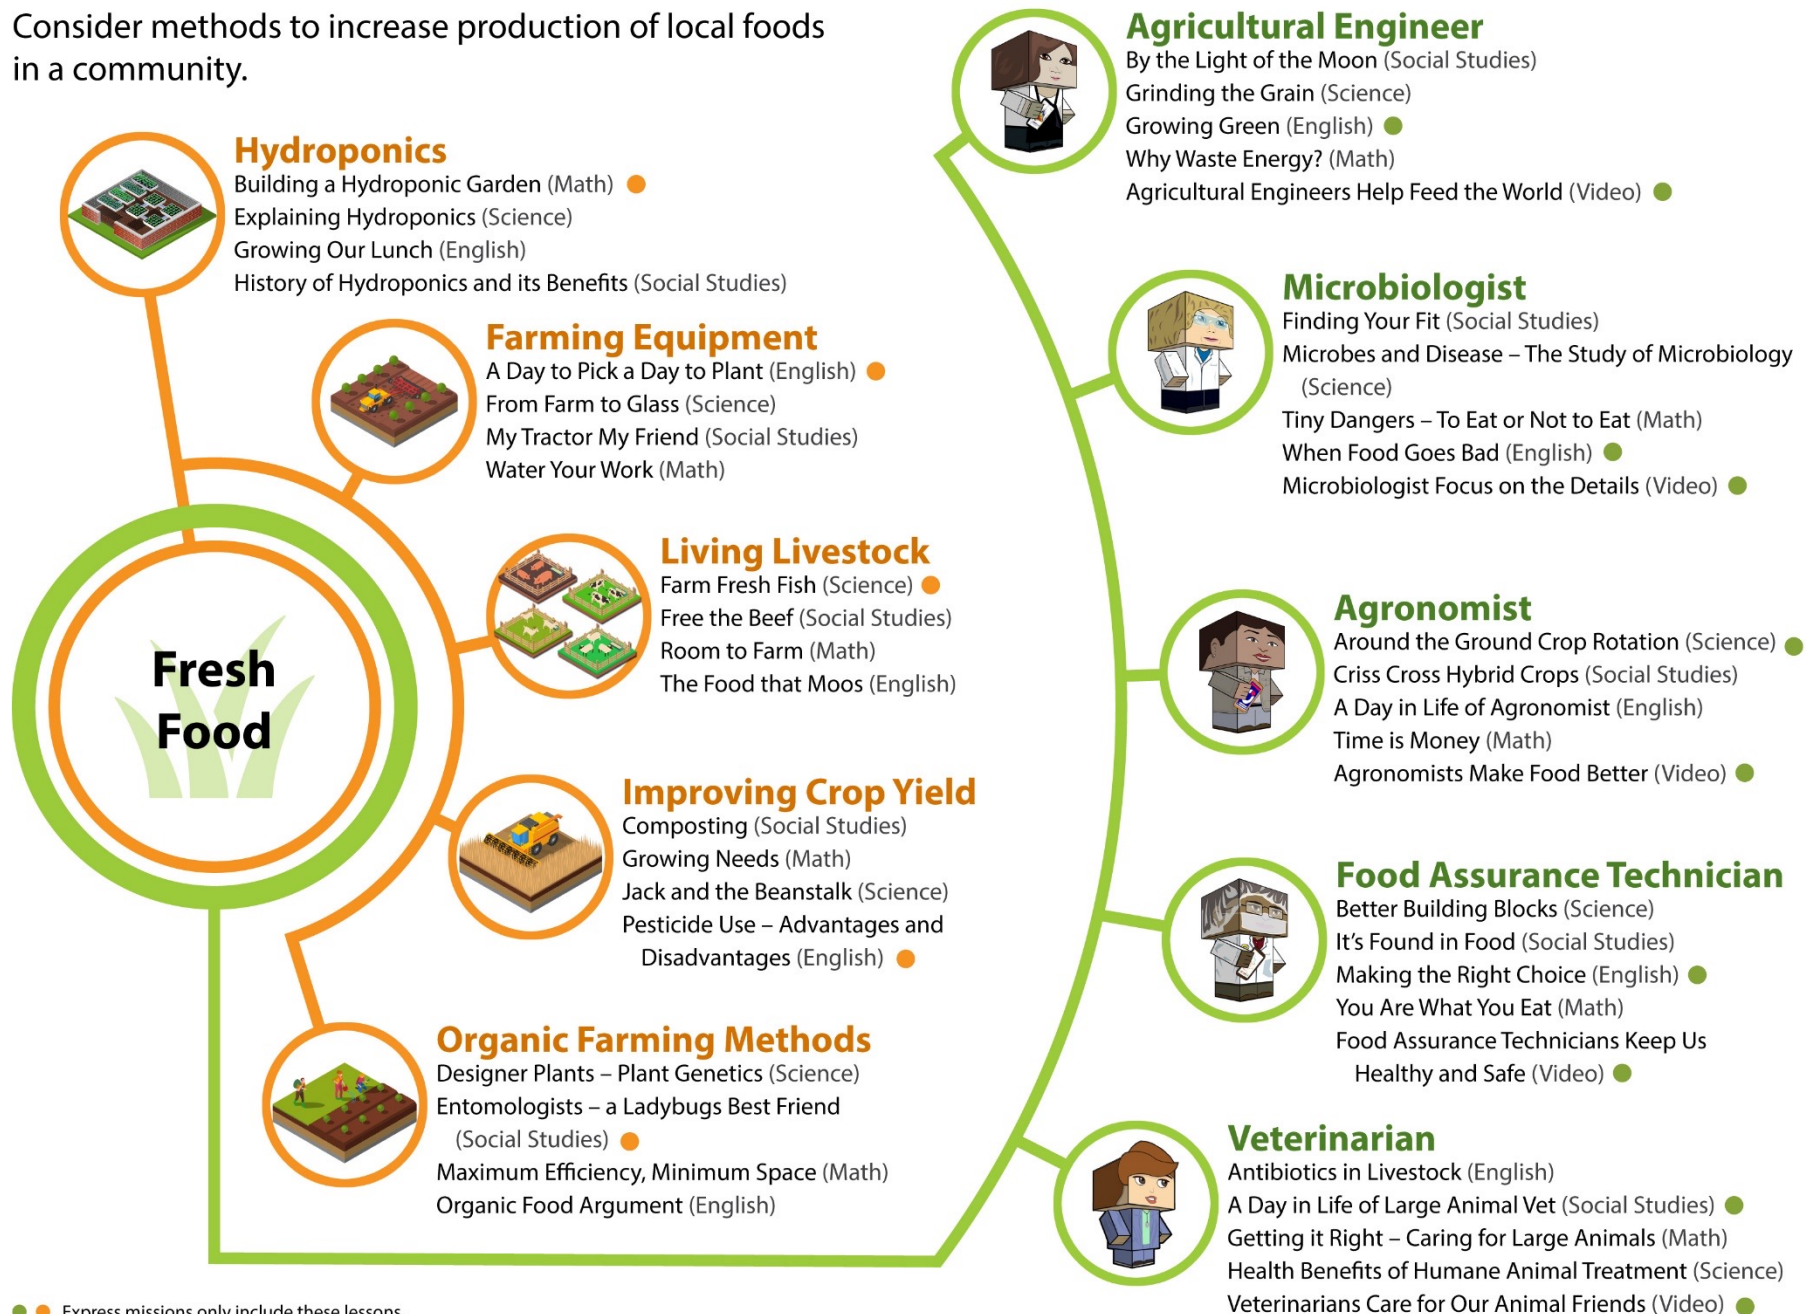 Consider methods to increase production of local foods
in a community.
Hydroponics
Building a Hydroponic Garden (Math)
Explaining Hydroponics (Science)
Growing Our Lunch (English)
History of Hydroponics and its Benefits (Social Studies)
Farming Equipment
A Day to Pick a Day to Plant (English)
From Farm to Glass (Science)
My Tractor My Friend (Social Studies)
Water Your Work (Math)
Living Livestock
Farm Fresh Fish (Science)
Free the Beef (Social Studies)
Room to Farm (Math)
The Food that Moos (English)
Fresh
Food
Improving Crop Yield
Composting (Social Studies)
Growing Needs (Math)
Jack and the Beanstalk (Science)
Pesticide Use – Advantages and
Disadvantages (English)
Organic Farming Methods
Designer Plants – Plant Genetics (Science)
Entomologists – a Ladybugs Best Friend
(Social Studies)
Maximum Efficiency, Minimum Space (Math)
Organic Food Argument (English)
Agricultural Engineer
By the Light of the Moon (Social Studies)
Grinding the Grain (Science)
Growing Green (English)
Why Waste Energy? (Math)
Agricultural Engineers Help Feed the World (Video)
Microbiologist
Finding Your Fit (Social Studies)
Microbes and Disease – The Study of Microbiology
(Science)
Tiny Dangers – To Eat or Not to Eat (Math)
When Food Goes Bad (English)
Microbiologist Focus on the Details (Video)
Agronomist
Around the Ground Crop Rotation (Science)
Criss Cross Hybrid Crops (Social Studies)
A Day in Life of Agronomist (English)
Time is Money (Math)
Agronomists Make Food Better (Video)
Food Assurance Technician
Better Building Blocks (Science)
It's Found in Food (Social Studies)
Making the Right Choice (English)
You Are What You Eat (Math)
Food Assurance Technicians Keep Us
Healthy and Safe (Video)
Veterinarian
Antibiotics in Livestock (English)
A Day in Life of Large Animal Vet (Social Studies)
Getting it Right – Caring for Large Animals (Math)
Health Benefits of Humane Animal Treatment (Science)
Veterinarians Care for Our Animal Friends (Video)
Express missions only include these lessons